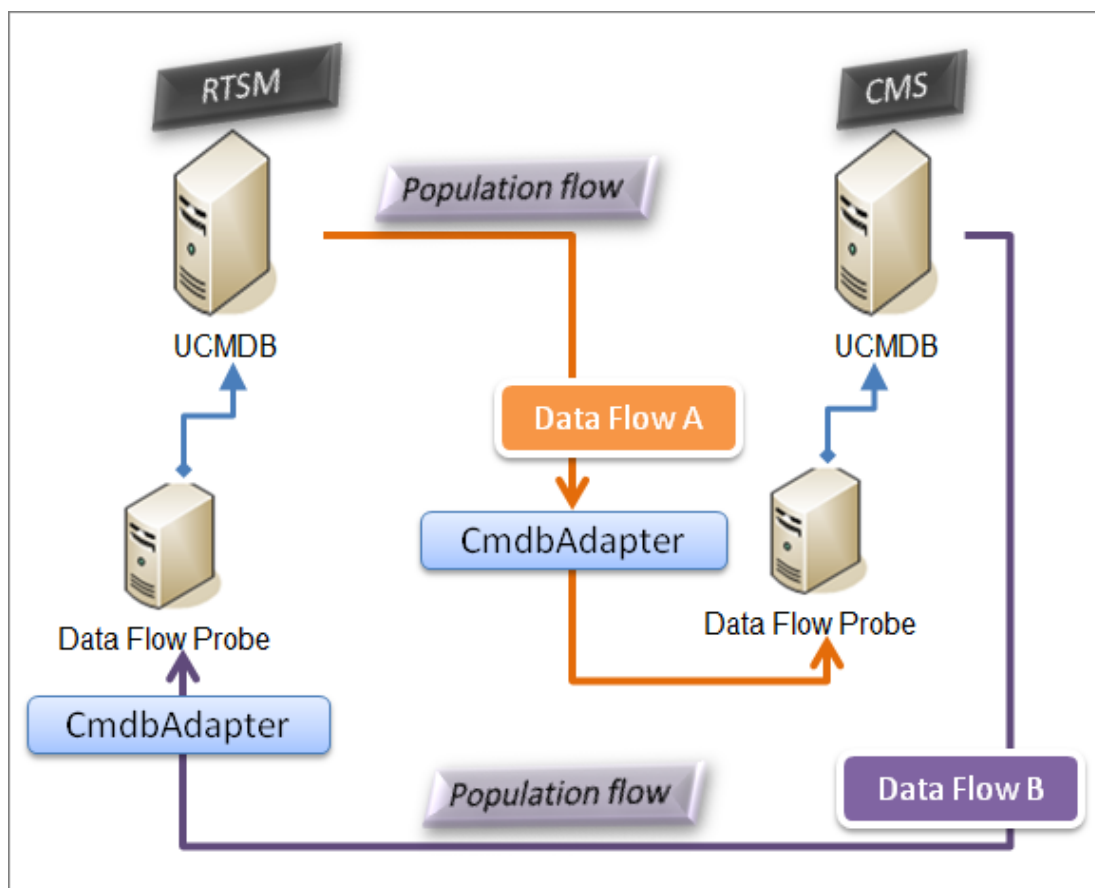 RTSM
CMS
Population flow
UCMDB
UCMDB
Data Flow A
CmdbAdapter
Data Flow Probe
Data Flow Probe
CmdbAdapter
Population flow
Data Flow B